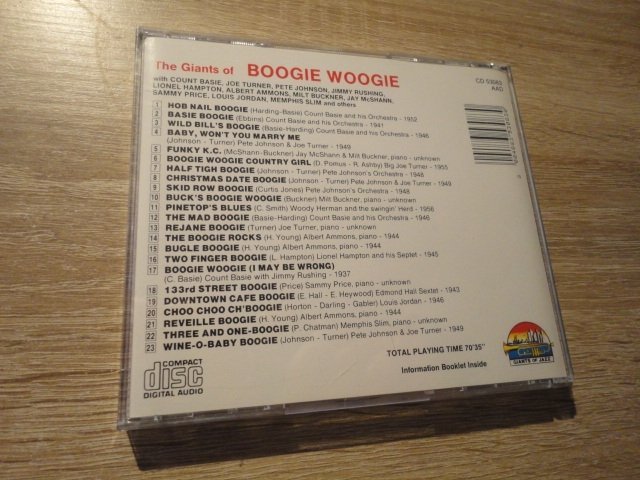 The Giants of BOOGIE WOOGIE
with COUNT BASIE, JOE TURNER, PETE JOHNSON, JIMMY RUSHING,
LIONEL HAMPTON, ALBERT AMMONS, MILT BUCKNER, JAY McSHANN,
SAMMY PRICE, LOUIS JORDAN, MEMPHIS SLIM and others
CD 53063
AAD
1 HOB NAIL BOOGIE (Harding-Basie) Count Basie and his Orchestra - 1952
2 BASIE BOOGIE (Ebbins) Count Basie and his Orchestra - 1941
3 WILD BILL'S BOOGIE (Basie-Harding) Count Basie and his Orchestra - 1946
4 BABY, WON'T YOU MARRY ME
(Johnson - Turner) Pete Johnson & Joe Turner - 1949
5 FUNKY K.C. (McShann-Buckner) Jay McShann & Milt Buckner, piano - unknown
6 BOOGIE WOOGIE COUNTRY GIRL (D. Pomus - R. Ashby) Big Joe Turner - 1955
7 HALF TIGH BOOGIE (Johnson - Turner) Pete Johnson's Orchestra - 1948
8 CHRISTMAS DATE BOOGIE (Johnson - Turner) Pete Johnson & Joe Turner - 1949
9 SKID ROW BOOGIE (Curtis Jones) Pete Johnson's Orchestra - 1948
10 BUCK'S BOOGIE WOOGIE (Buckner) Milt Buckner, piano - unknown
11 PINETOP'S BLUES (C. Smith) Woody Herman and the swingin' Herd - 1956
12 THE MAD BOOGIE (Basie-Harding) Count Basie and his Orchestra - 1946
13 REJANE BOOGIE (Turner) Joe Turner, piano - unknown
14 THE BOOGIE ROCKS (H. Young) Albert Ammons, piano - 1944
15 BUGLE BOOGIE (H. Young) Albert Ammons, piano - 1944
16 TWO FINGER BOOGIE (L. Hampton) Lionel Hampton and his Septet - 1945
17 BOOGIE WOOGIE (I MAY BE WRONG)
(C. Basie) Count Basie with Jimmy Rushing - 1937
18 133rd STREET BOOGIE (Price) Sammy Price, piano - unknown
19 DOWNTOWN CAFE BOOGIE (E. Hall - E. Heywood) Edmond Hall Sextet - 1943
20 CHOO CHOO CH'BOOGIE (Horton - Darling - Gabler) Louis Jordan - 1946
21 REVEILLE BOOGIE (H. Young) Albert Ammons, piano - 1944
22 THREE AND ONE-BOOGIE (P. Chatman) Memphis Slim, piano - unknown
23 WINE-O-BABY BOOGIE (Johnson - Turner) Pete Johnson & Joe Turner - 1949
COMPACT
disc
DIGITAL AUDIO
TOTAL PLAYING TIME 70'35"
Information Booklet Inside
GIANTS OF JAZZ